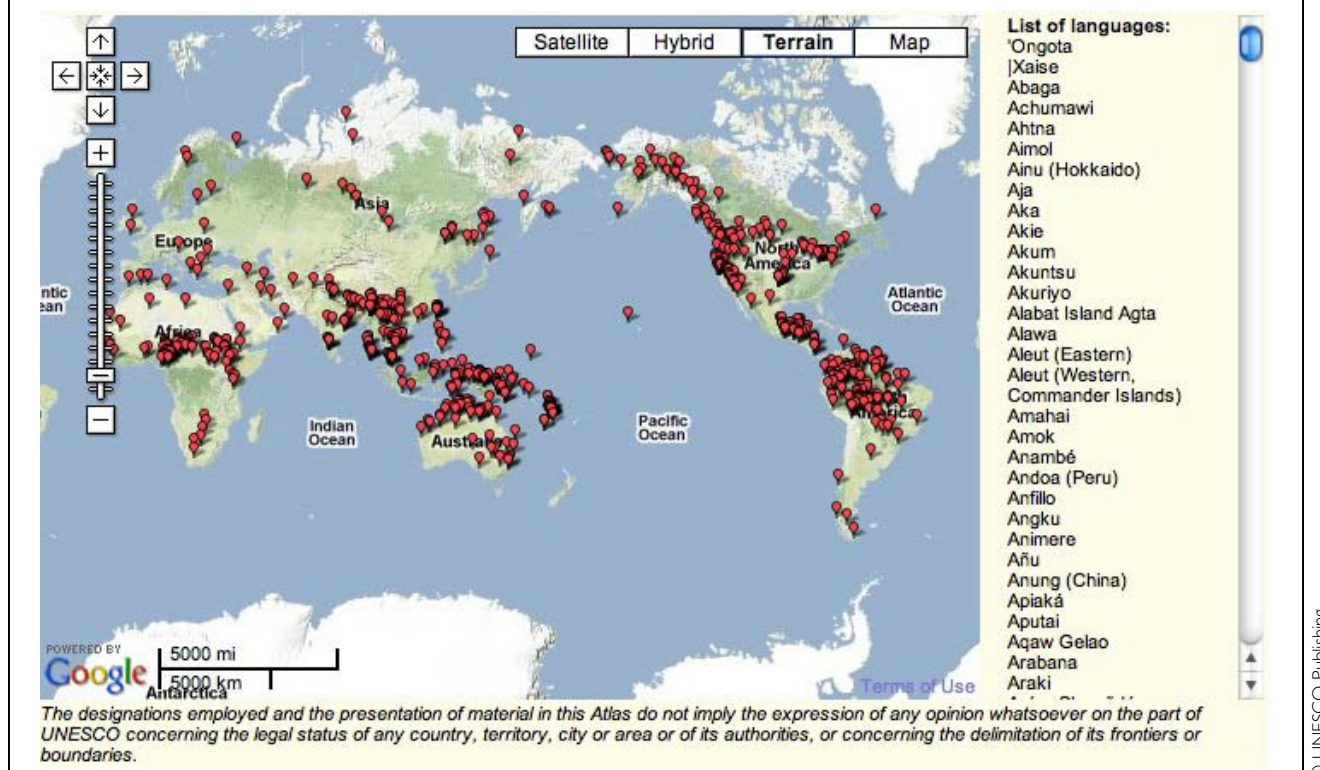 Satellite
Hybrid
Terrain
Map
Asia
Europe
North
America
ntic
ean
Atlantic
Ocean
Africa
Indian
Ocean
Pacific
Ocean
POWERED BY
Google
5000 mi
5000 km
Antarctica
Terms of Use
List of languages:
'Ongota
|Xaise
Abaga
Achumawi
Ahtna
Aimol
Ainu (Hokkaido)
Aja
Aka
Akie
Akum
Akuntsu
Akuriyo
Alabat Island Agta
Alawa
Aleut (Eastern)
Aleut (Western,
Commander Islands)
Amahai
Amok
Anambé
Andoa (Peru)
Anfillo
Angku
Animere
Añu
Anung (China)
Apiaká
Aputai
Aqaw Gelao
Arabana
Araki
The designations employed and the presentation of material in this Atlas do not imply the expression of any opinion whatsoever on the part of
UNESCO concerning the legal status of any country, territory, city or area or of its authorities, or concerning the delimitation of its frontiers or
boundaries.
UNESCO Publishing